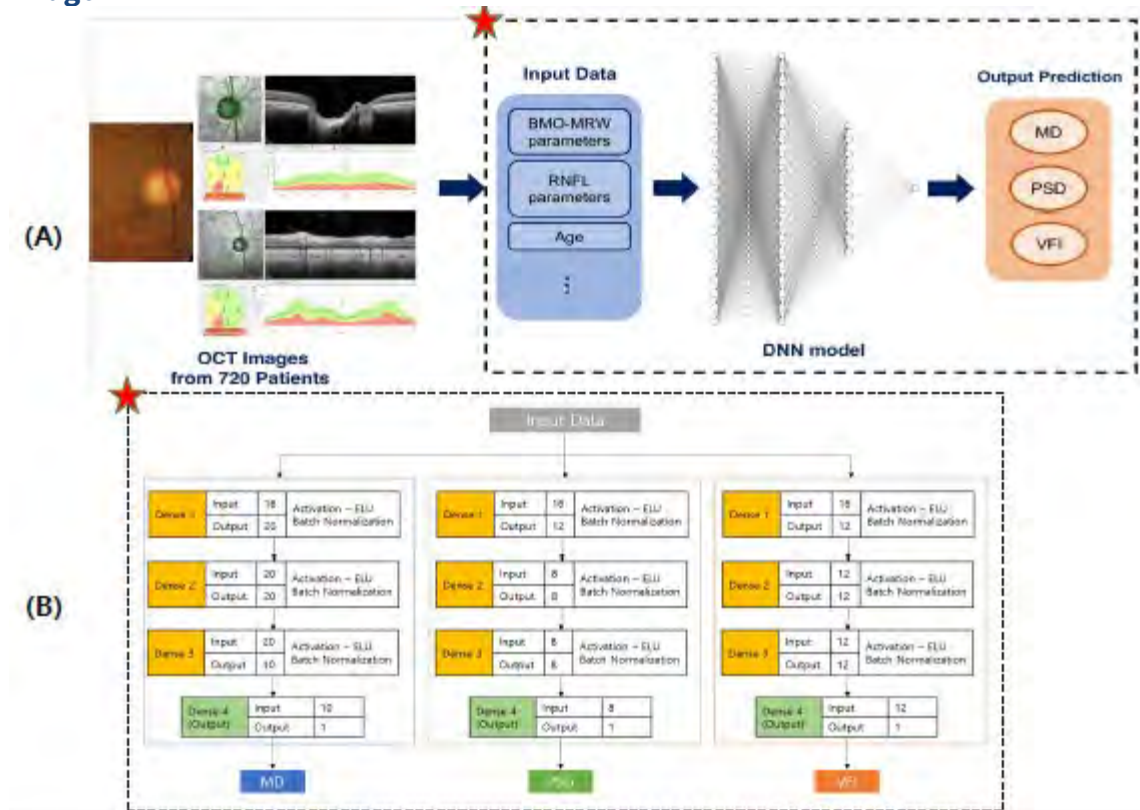 Input Data
Output Prediction
BMO-MRW
parameters
RNFL
parameters
Age
MD
PSD
VFI
(A)
DNN model
OCT Images
from 720 Patients
Input Data
(B)
Dense 1 Input 16 Activation – ELU
Output 20 Batch Normalization
Dense 2 Input 20 Activation – ELU
Output 20 Batch Normalization
Dense 3 Input 20 Activation – ELU
Output 10 Batch Normalization
Dense 4 Input 10
(Output) Output 1
MD
Dense 1 Input 16 Activation – ELU
Output 12 Batch Normalization
Dense 2 Input 8 Activation – ELU
Output 8 Batch Normalization
Dense 3 Input 8 Activation – ELU
Output 8 Batch Normalization
Dense 4 Input 8
(Output) Output 1
PSD
Dense 1 Input 16 Activation – ELU
Output 12 Batch Normalization
Dense 2 Input 12 Activation – ELU
Output 12 Batch Normalization
Dense 3 Input 12 Activation – ELU
Output 12 Batch Normalization
Dense 4 Input 12
(Output) Output 1
VFI